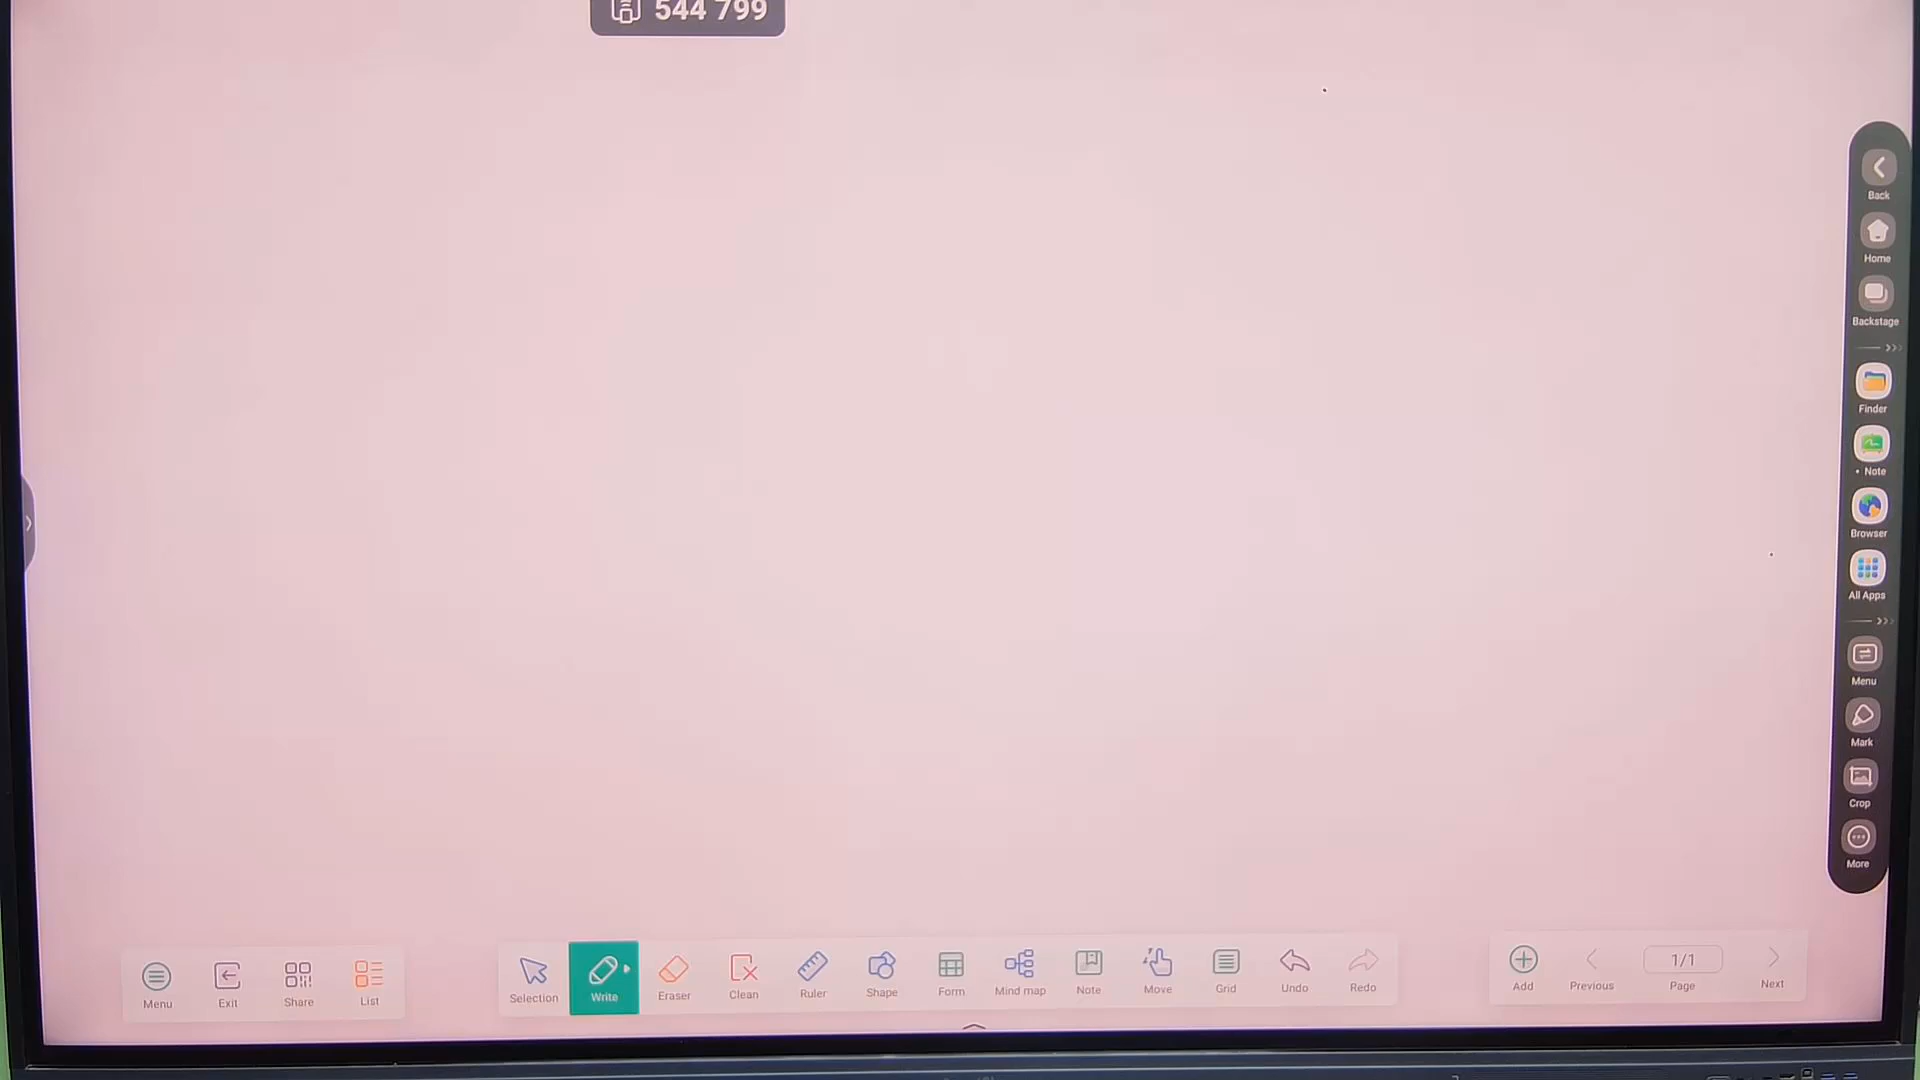 544 799
Back
Home
Backstage
Finder
Note
Browser
All Apps
Menu
Mark
Crop
More
Menu Exit Share List
Selection Write Eraser Clean Ruler Shape Form Mind map Note Move Grid Undo Redo
1/1
Add Previous Page Next